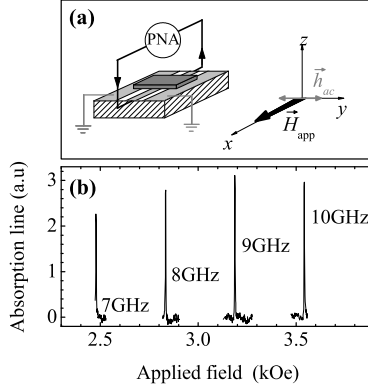 (a)
PNA
z
h_ac
y
x
H_app
(b)
Absorption line (a.u)
3
2
1
0
7GHz
8GHz
9GHz
10GHz
2.5
3.0
3.5
Applied field (kOe)